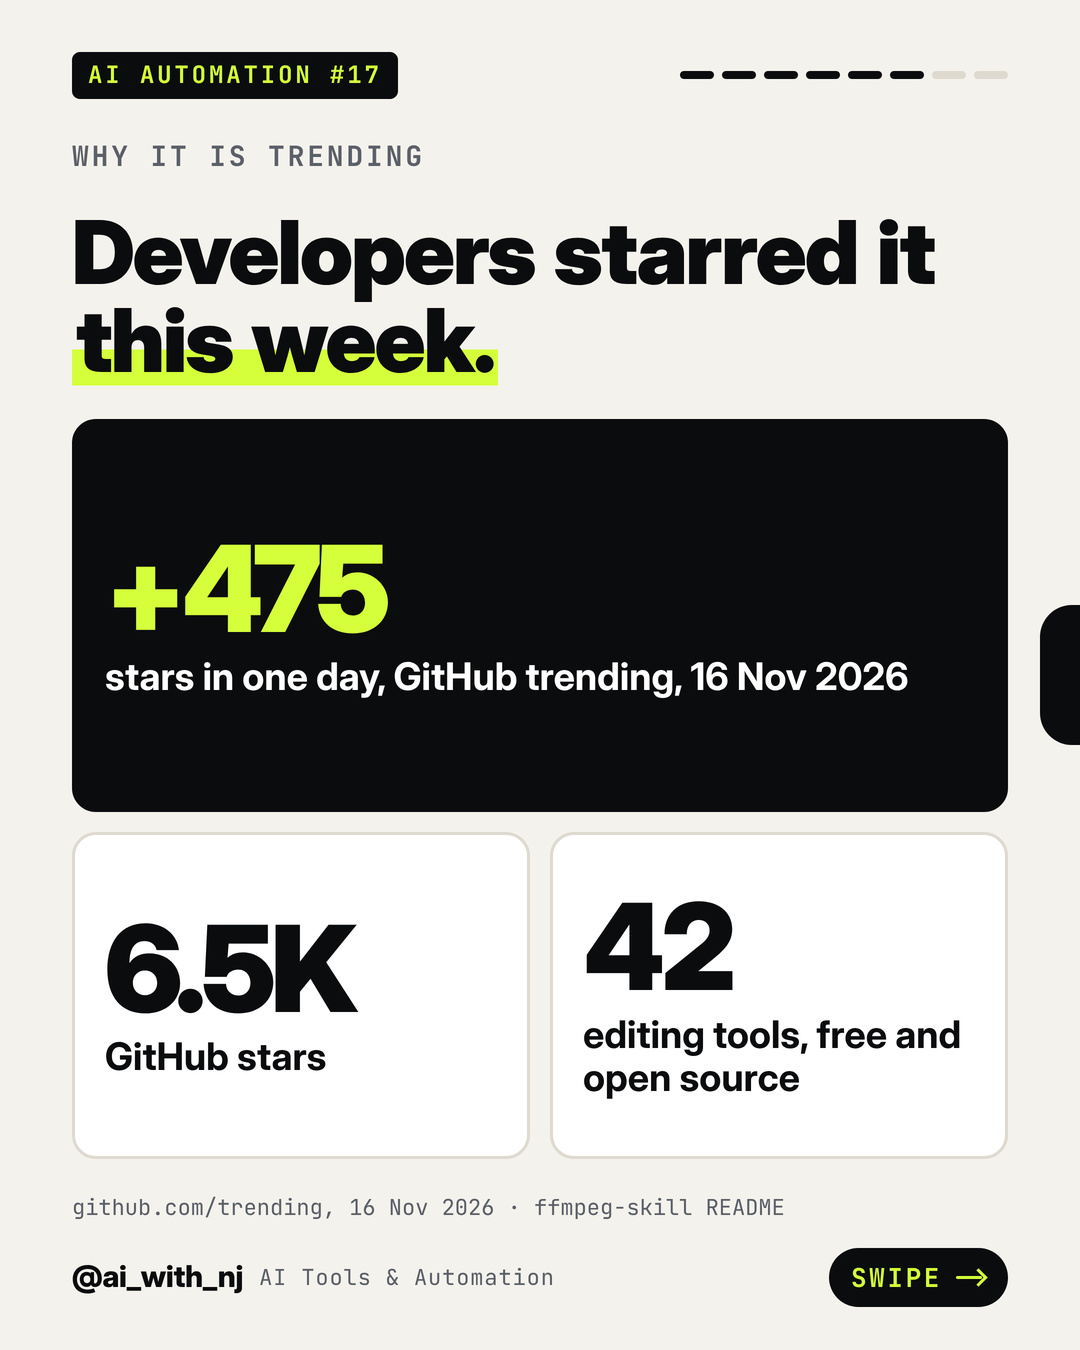 AI AUTOMATION #17
WHY IT IS TRENDING
Developers starred it
this week.
+475
stars in one day, GitHub trending, 16 Nov 2026
6.5K
GitHub stars
42
editing tools, free and
open source
github.com/trending, 16 Nov 2026 · ffmpeg-skill README
@ai_with_nj AI Tools & Automation
SWIPE →